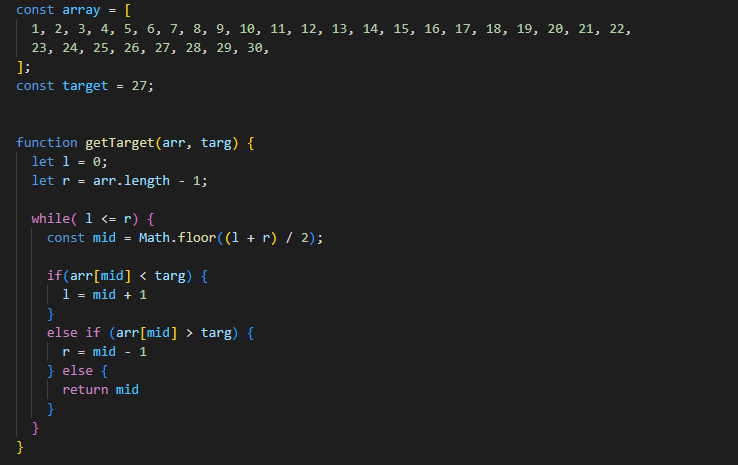 const array = [
1, 2, 3, 4, 5, 6, 7, 8, 9, 10, 11, 12, 13, 14, 15, 16, 17, 18, 19, 20, 21, 22,
23, 24, 25, 26, 27, 28, 29, 30,
];
const target = 27;
function getTarget(arr, targ) {
let l = 0;
let r = arr.length - 1;
while( l <= r) {
const mid = Math.floor((l + r) / 2);
if(arr[mid] < targ) {
l = mid + 1
}
else if (arr[mid] > targ) {
r = mid - 1
} else {
return mid
}
}
}